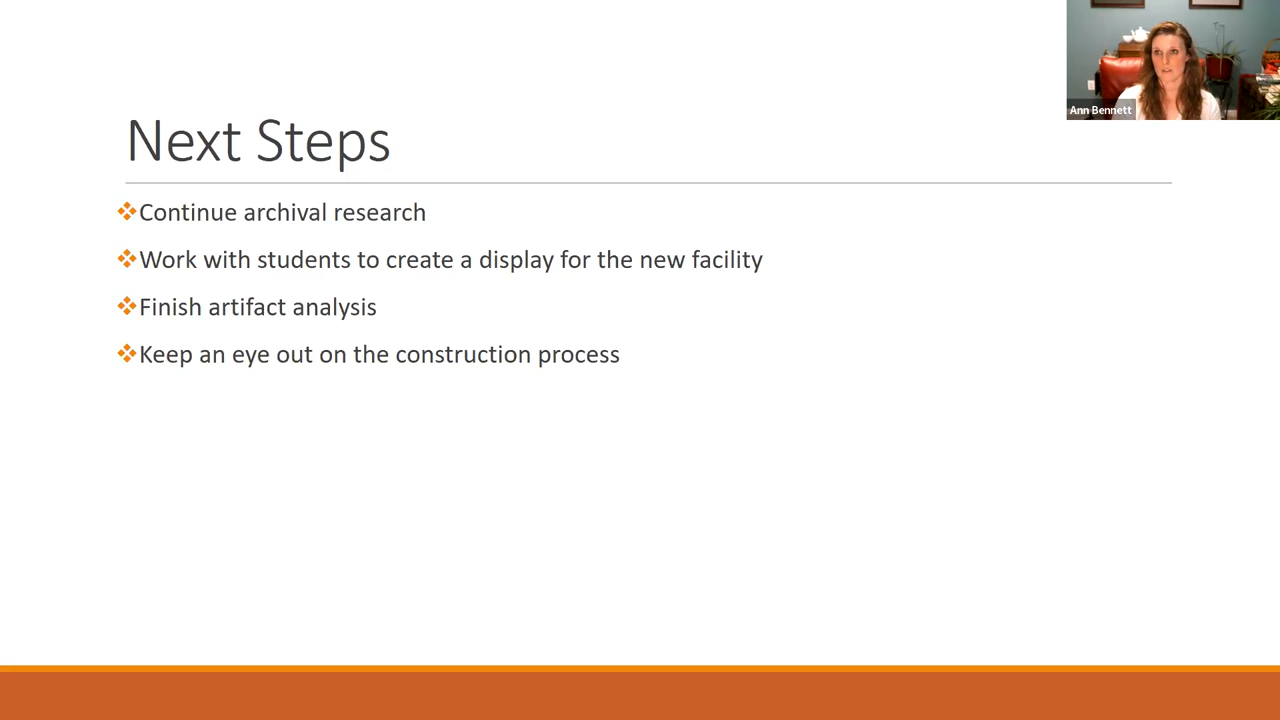 Ann Bennett
Next Steps
Continue archival research
Work with students to create a display for the new facility
Finish artifact analysis
Keep an eye out on the construction process